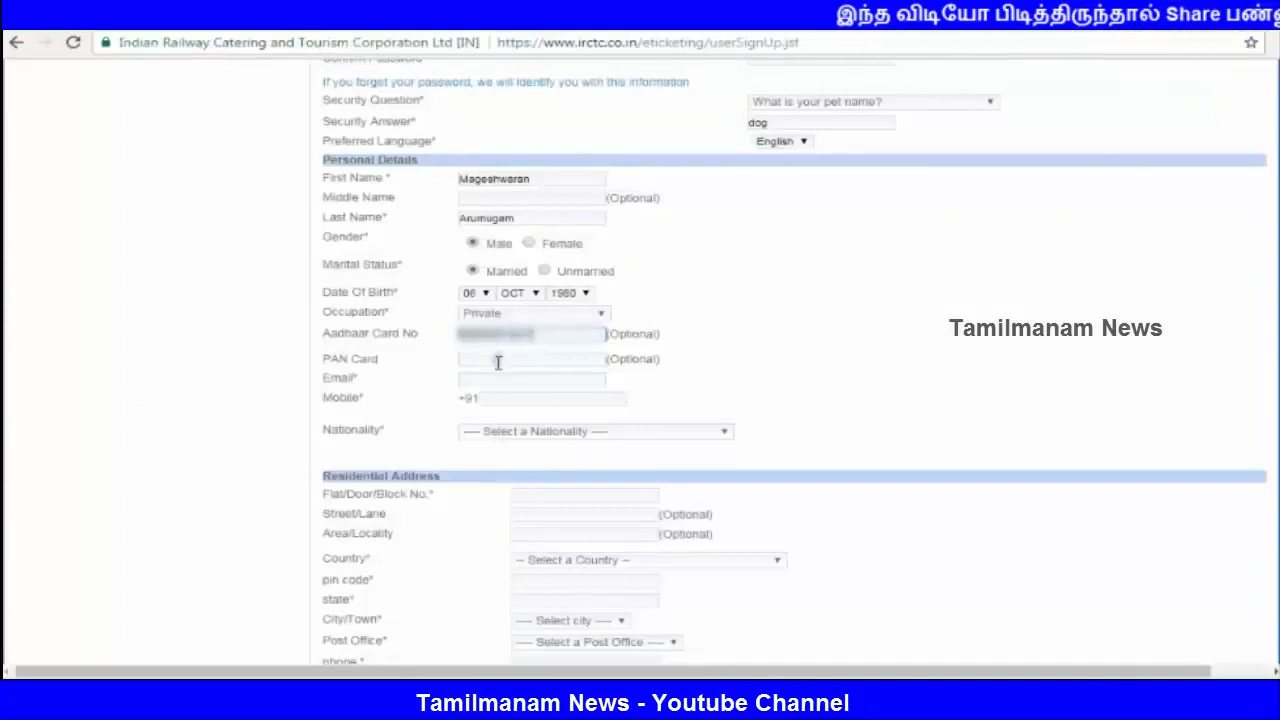 இந்த விடியோ பிடித்திருந்தால் Share பண்
Indian Railway Catering and Tourism Corporation Ltd [IN] | https://www.irctc.co.in/eticketing/userSignUp.jsf
Confirm Password
If you forget your password, we will identify you with this information
Security Question* What is your pet name?
Security Answer* dog
Preferred Language* English
Personal Details
First Name * Mageshwaran
Middle Name (Optional)
Last Name* Arumugam
Gender* Male Female
Marital Status* Married Unmarried
Date Of Birth* 06 OCT 1980
Occupation* Private
Aadhaar Card No (Optional)
Tamilmanam News
PAN Card (Optional)
Email*
Mobile* +91
Nationality* ---- Select a Nationality ----
Residential Address
Flat/Door/Block No.*
Street/Lane (Optional)
Area/Locality (Optional)
Country* -- Select a Country --
pin code*
state*
City/Town* ---- Select city ----
Post Office* ---- Select a Post Office ----
phone *
Tamilmanam News - Youtube Channel